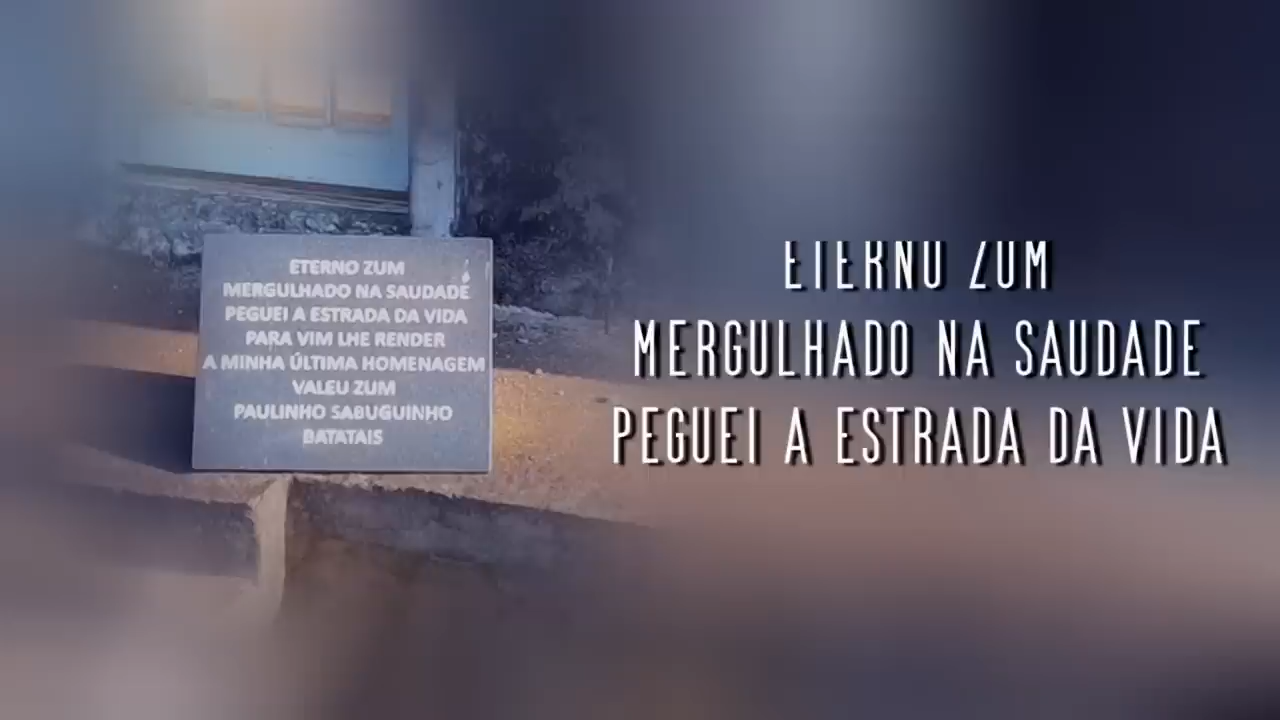 ETERNO ZUM
MERGULHADO NA SAUDADE
PEGUEI A ESTRADA DA VIDA
PARA VIM LHE RENDER
A MINHA ÚLTIMA HOMENAGEM
VALEU ZUM
PAULINHO SABUGUINHO
BATATAIS
ETERNO ZUM
MERGULHADO NA SAUDADE
PEGUEI A ESTRADA DA VIDA